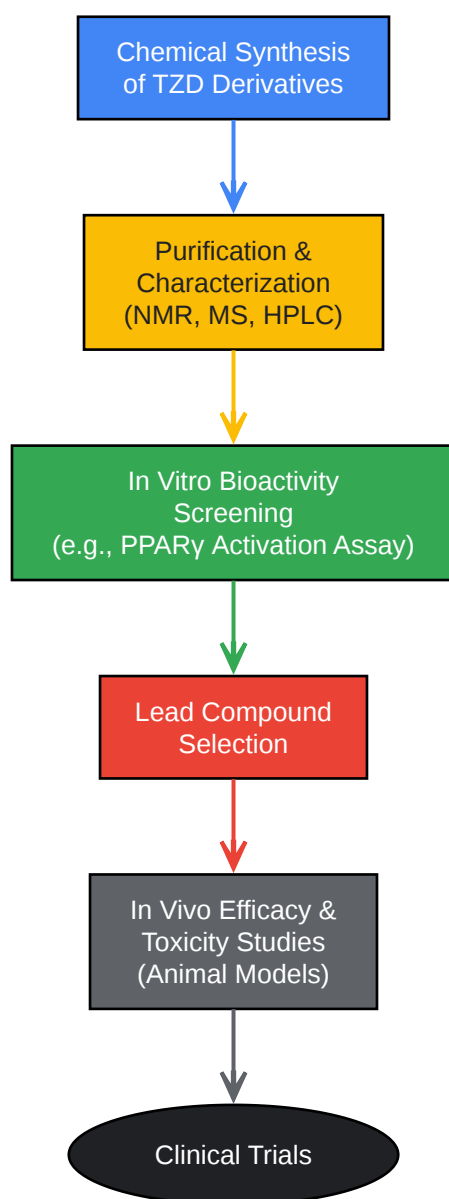 Chemical Synthesis
of TZD Derivatives
Purification &
Characterization
(NMR, MS, HPLC)
In Vitro Bioactivity
Screening
(e.g., PPARγ Activation Assay)
Lead Compound
Selection
In Vivo Efficacy &
Toxicity Studies
(Animal Models)
Clinical Trials